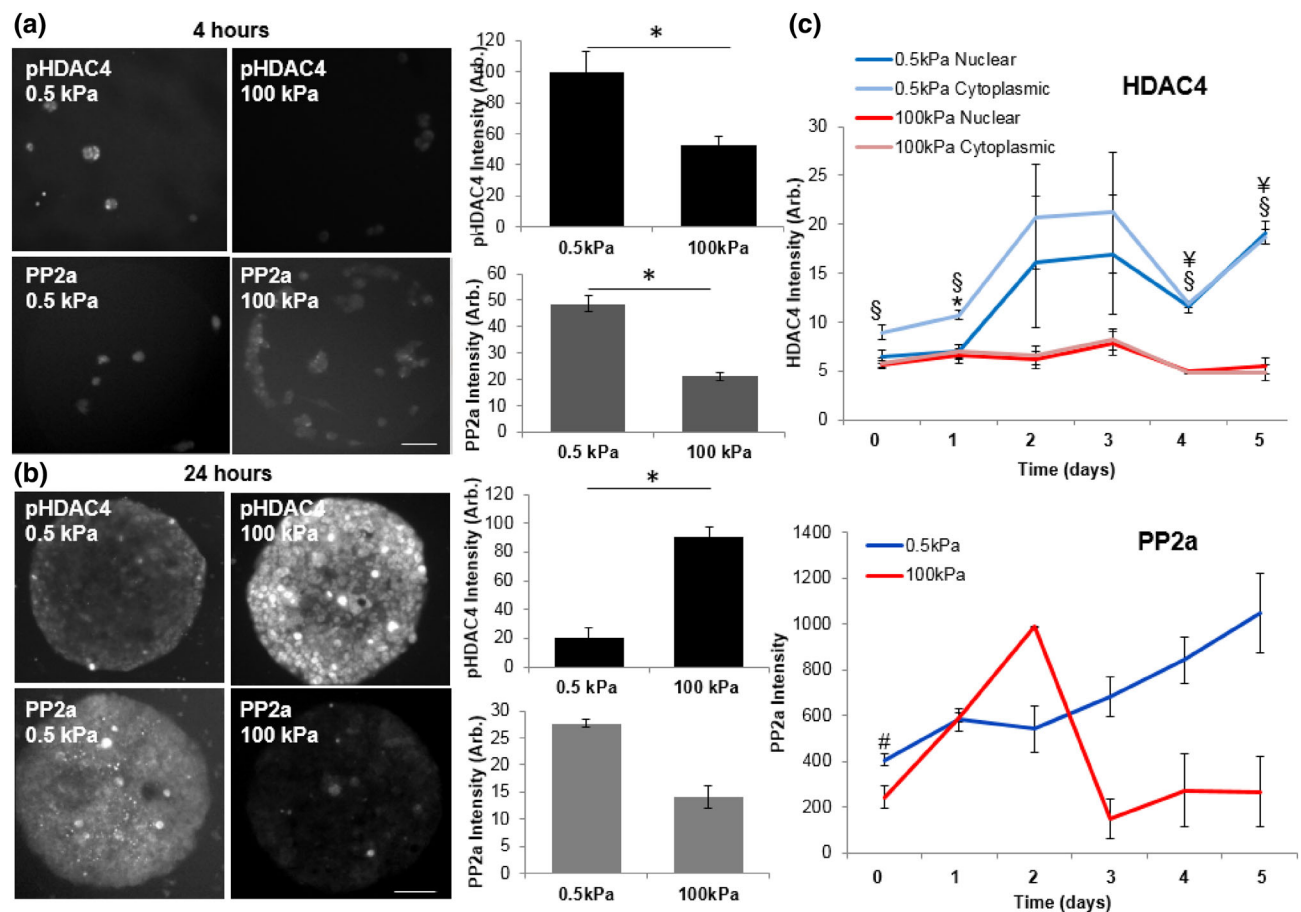 (a)
4 hours
pHDAC4
0.5 kPa
pHDAC4
100 kPa
PP2a
0.5 kPa
PP2a
100 kPa
pHDAC4 Intensity (Arb.)
120
100
80
60
40
20
0
*
0.5kPa
100kPa
PP2a Intensity (Arb.)
60
50
40
30
20
10
0
*
0.5 kPa
100 kPa
(b)
24 hours
pHDAC4
0.5 kPa
pHDAC4
100 kPa
PP2a
0.5 kPa
PP2a
100 kPa
pHDAC4 Intensity (Arb.)
120
100
80
60
40
20
0
*
0.5 kPa
100 kPa
PP2a Intensity (Arb.)
30
25
20
15
10
5
0
0.5kPa
100kPa
(c)
0.5kPa Nuclear
0.5kPa Cytoplasmic
100kPa Nuclear
100kPa Cytoplasmic
HDAC4
HDAC4 Intensity (Arb.)
30
25
20
15
10
5
0
§
§
*
¥
§
¥
§
0 1 2 3 4 5
Time (days)
0.5kPa
100kPa
PP2a
PP2a Intensity
1400
1200
1000
800
600
400
200
0
#
0 1 2 3 4 5
Time (days)